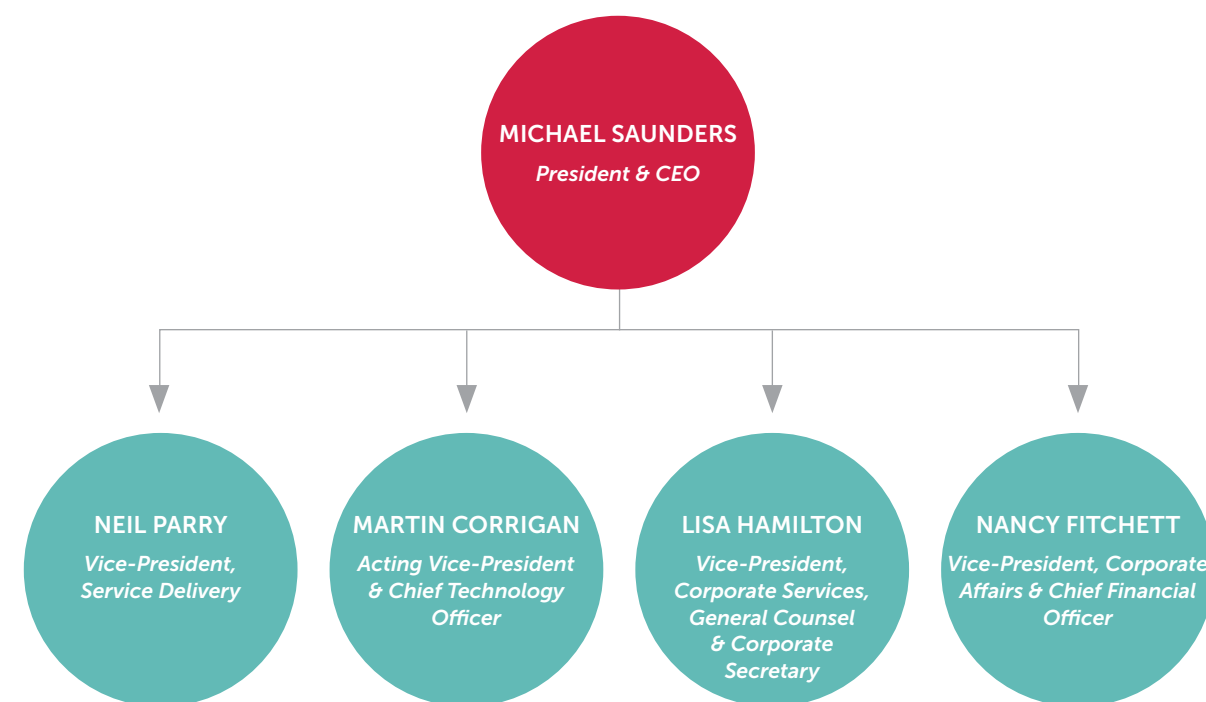 MICHAEL SAUNDERS
President & CEO
NEIL PARRY
Vice-President,
Service Delivery
MARTIN CORRIGAN
Acting Vice-President
& Chief Technology
Officer
LISA HAMILTON
Vice-President,
Corporate Services,
General Counsel
& Corporate
Secretary
NANCY FITCHETT
Vice-President, Corporate
Affairs & Chief Financial
Officer